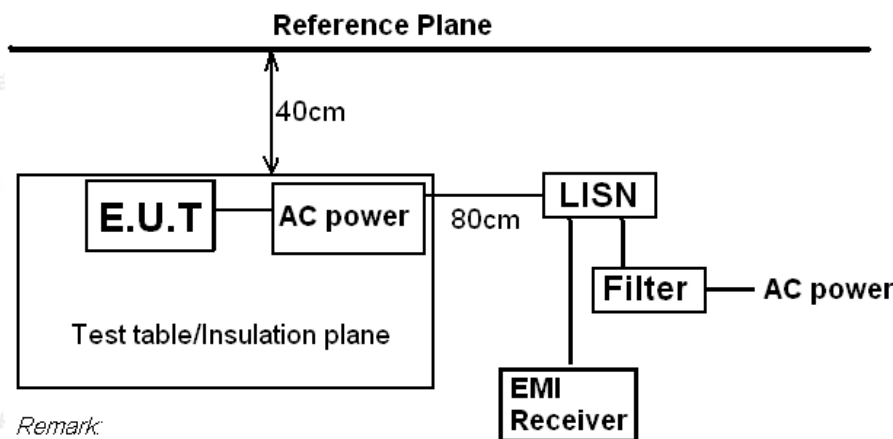 Reference Plane
40cm
E.U.T
AC power
80cm
LISN
Filter
AC power
Test table/Insulation plane
EMI
Receiver
Remark: